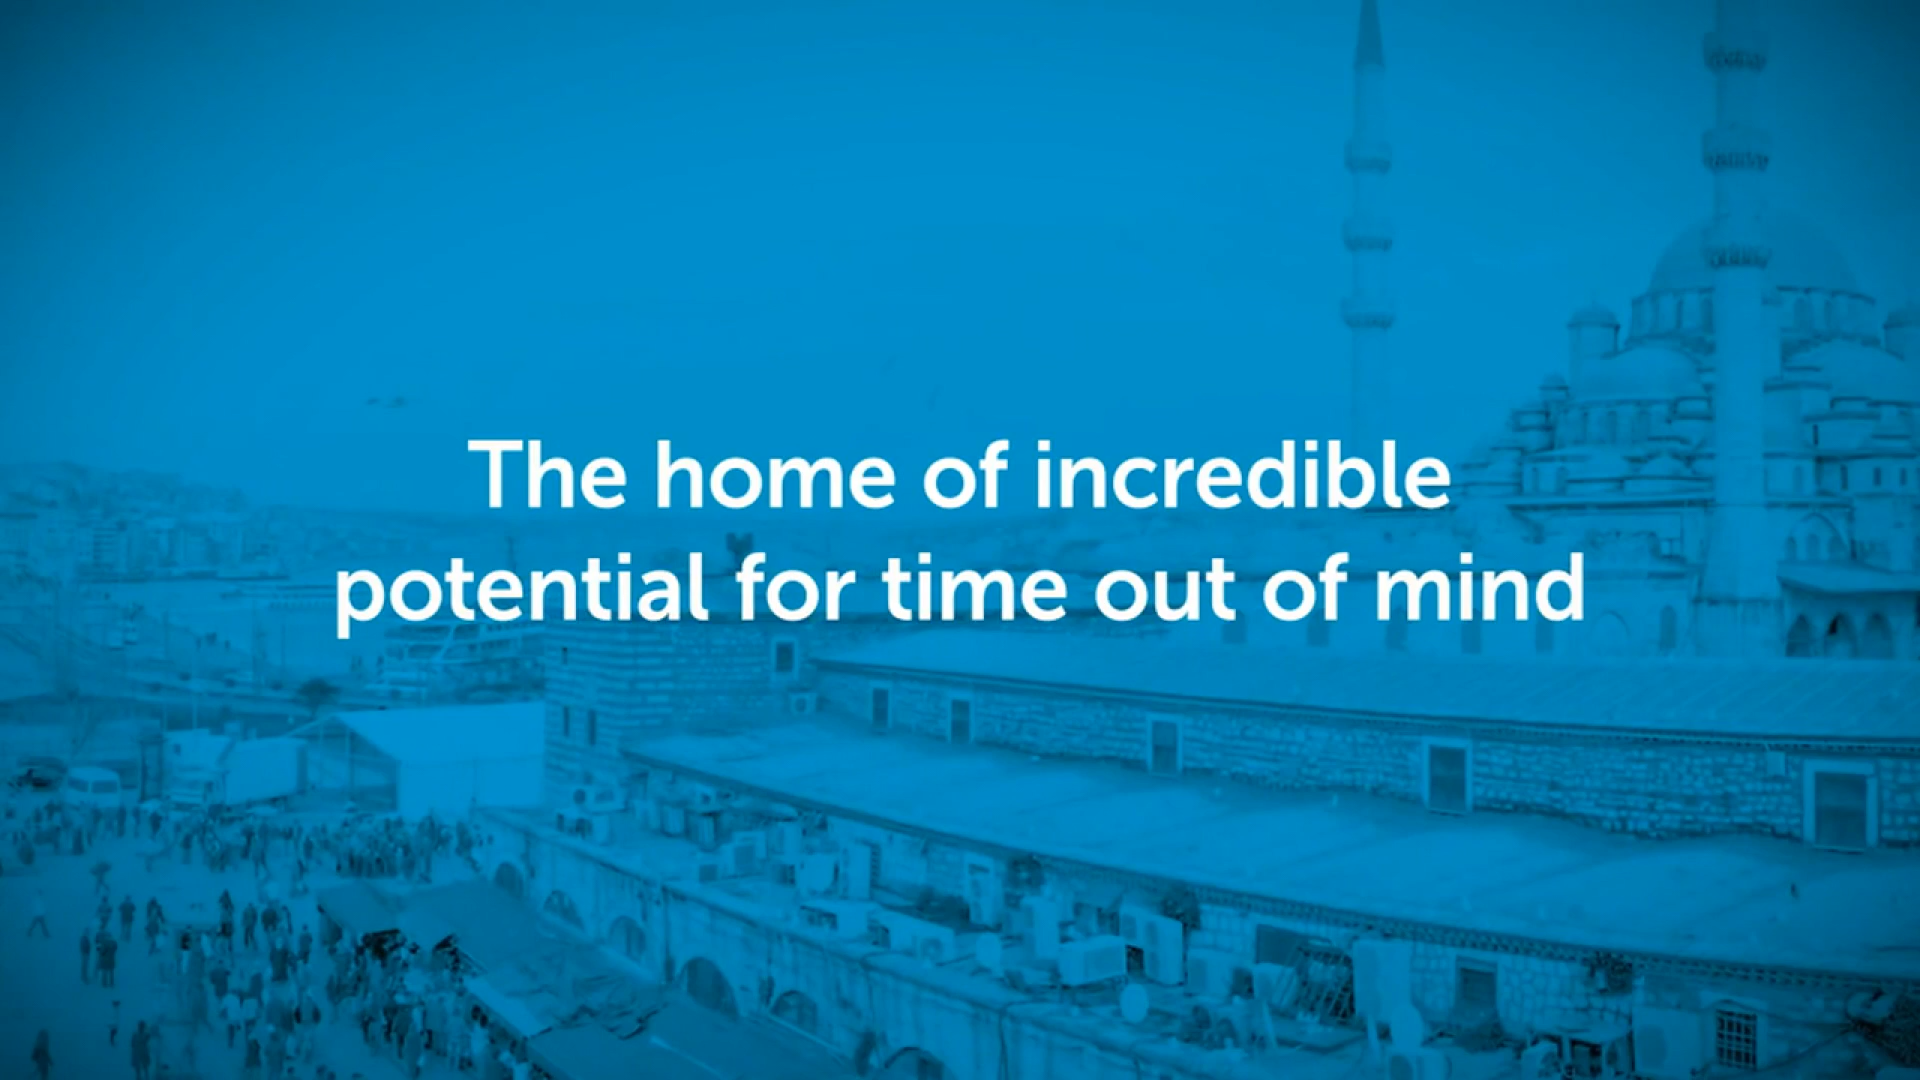 The home of incredible
potential for time out of mind